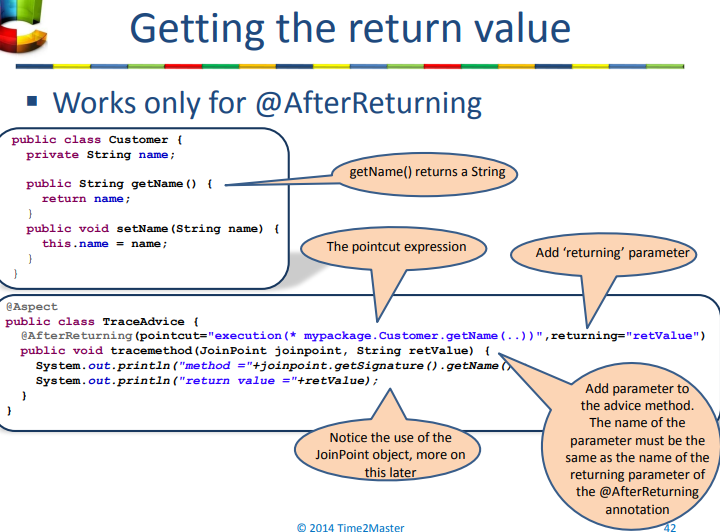 Getting the return value
▪ Works only for @AfterReturning
public class Customer {
private String name;
public String getName() {
return name;
}
public void setName(String name) {
this.name = name;
}
}
getName() returns a String
The pointcut expression
Add ‘returning’ parameter
@Aspect
public class TraceAdvice {
@AfterReturning(pointcut="execution(* mypackage.Customer.getName(..))",returning="retValue")
public void tracemethod(JoinPoint joinpoint, String retValue) {
System.out.println("method ="+joinpoint.getSignature().getName()
System.out.println("return value ="+retValue);
}
}
Notice the use of the
JoinPoint object, more on
this later
Add parameter to
the advice method.
The name of the
parameter must be the
same as the name of the
returning parameter of
the @AfterReturning
annotation
© 2014 Time2Master
42